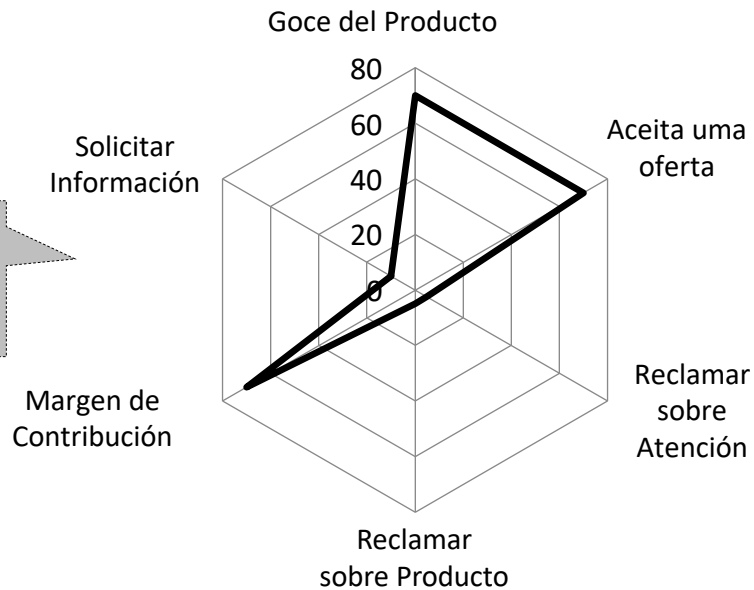 Goce del Producto
80
60
40
20
0
Aceita uma
oferta
Reclamar
sobre
Atención
Reclamar
sobre Producto
Margen de
Contribución
Solicitar
Información